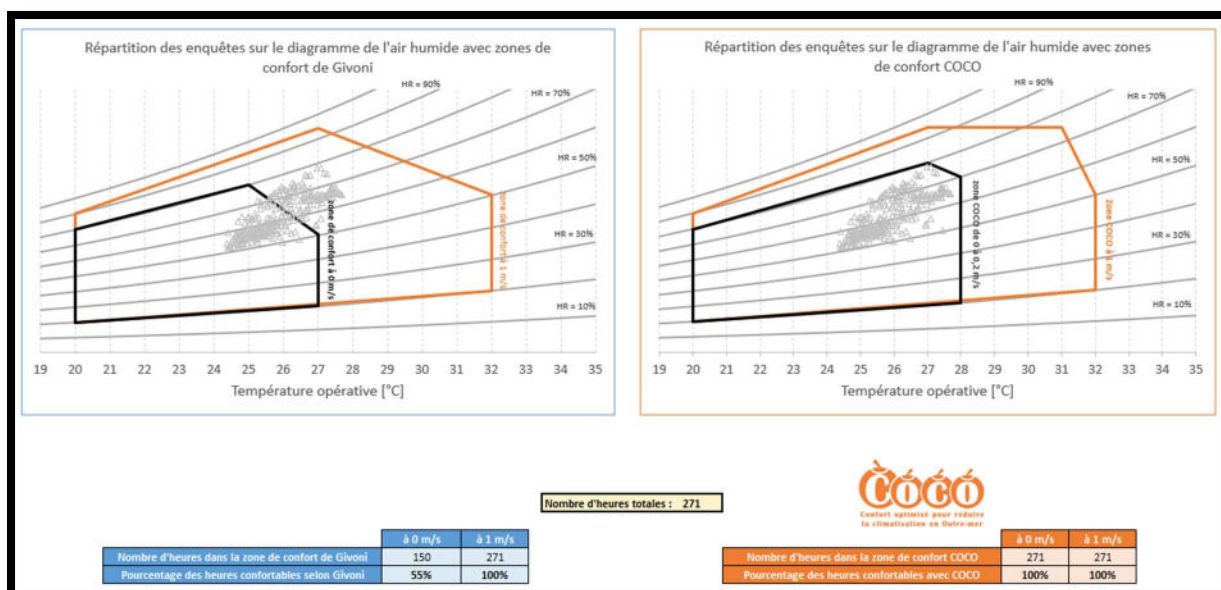 Répartition des enquêtes sur le diagramme de l'air humide avec zones de
confort de Givoni
HR = 90%
HR = 70%
HR = 50%
HR = 30%
HR = 10%
zone de confort à 0 m/s
zone de confort à 1 m/s
19 20 21 22 23 24 25 26 27 28 29 30 31 32 33 34 35
Température opérative [°C]
Répartition des enquêtes sur le diagramme de l'air humide avec zones
de confort COCO
HR = 90%
HR = 70%
HR = 50%
HR = 30%
HR = 10%
zone COCO de 0 à 0,2 m/s
zone COCO à 1 m/s
19 20 21 22 23 24 25 26 27 28 29 30 31 32 33 34 35
Température opérative [°C]
Nombre d'heures totales : 271
CÓCÓ
Confort optimisé pour réduire
la climatisation en Outre-mer
à 0 m/s à 1 m/s
Nombre d'heures dans la zone de confort de Givoni 150 271
Pourcentage des heures confortables selon Givoni 55% 100%
à 0 m/s à 1 m/s
Nombre d'heures dans la zone de confort COCO 271 271
Pourcentage des heures confortables avec COCO 100% 100%